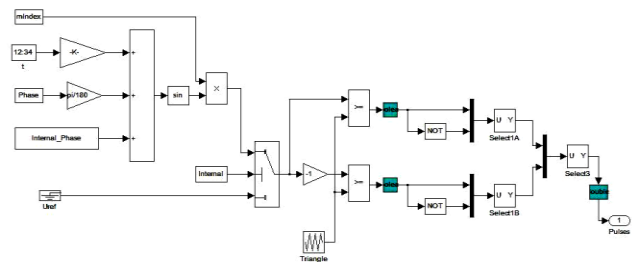 mindex
12:34
t
-K-
Phase
pi/180
Internal_Phase
+
+
+
sin
×
Internal
Uref
-1
Triangle
>=
>=
NOT
NOT
U Y
Select1A
U Y
Select1B
U Y
Select3
1
Pulses